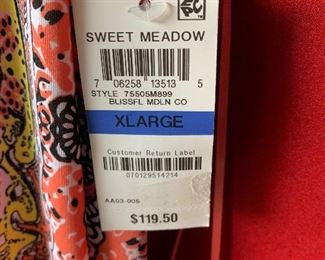 SWEET MEADOW
7 06258 13513 5
STYLE 75505M899
BLISSFL MDLN CO
XLARGE
Customer Return Label
070129514214
AA03-005
$119.50